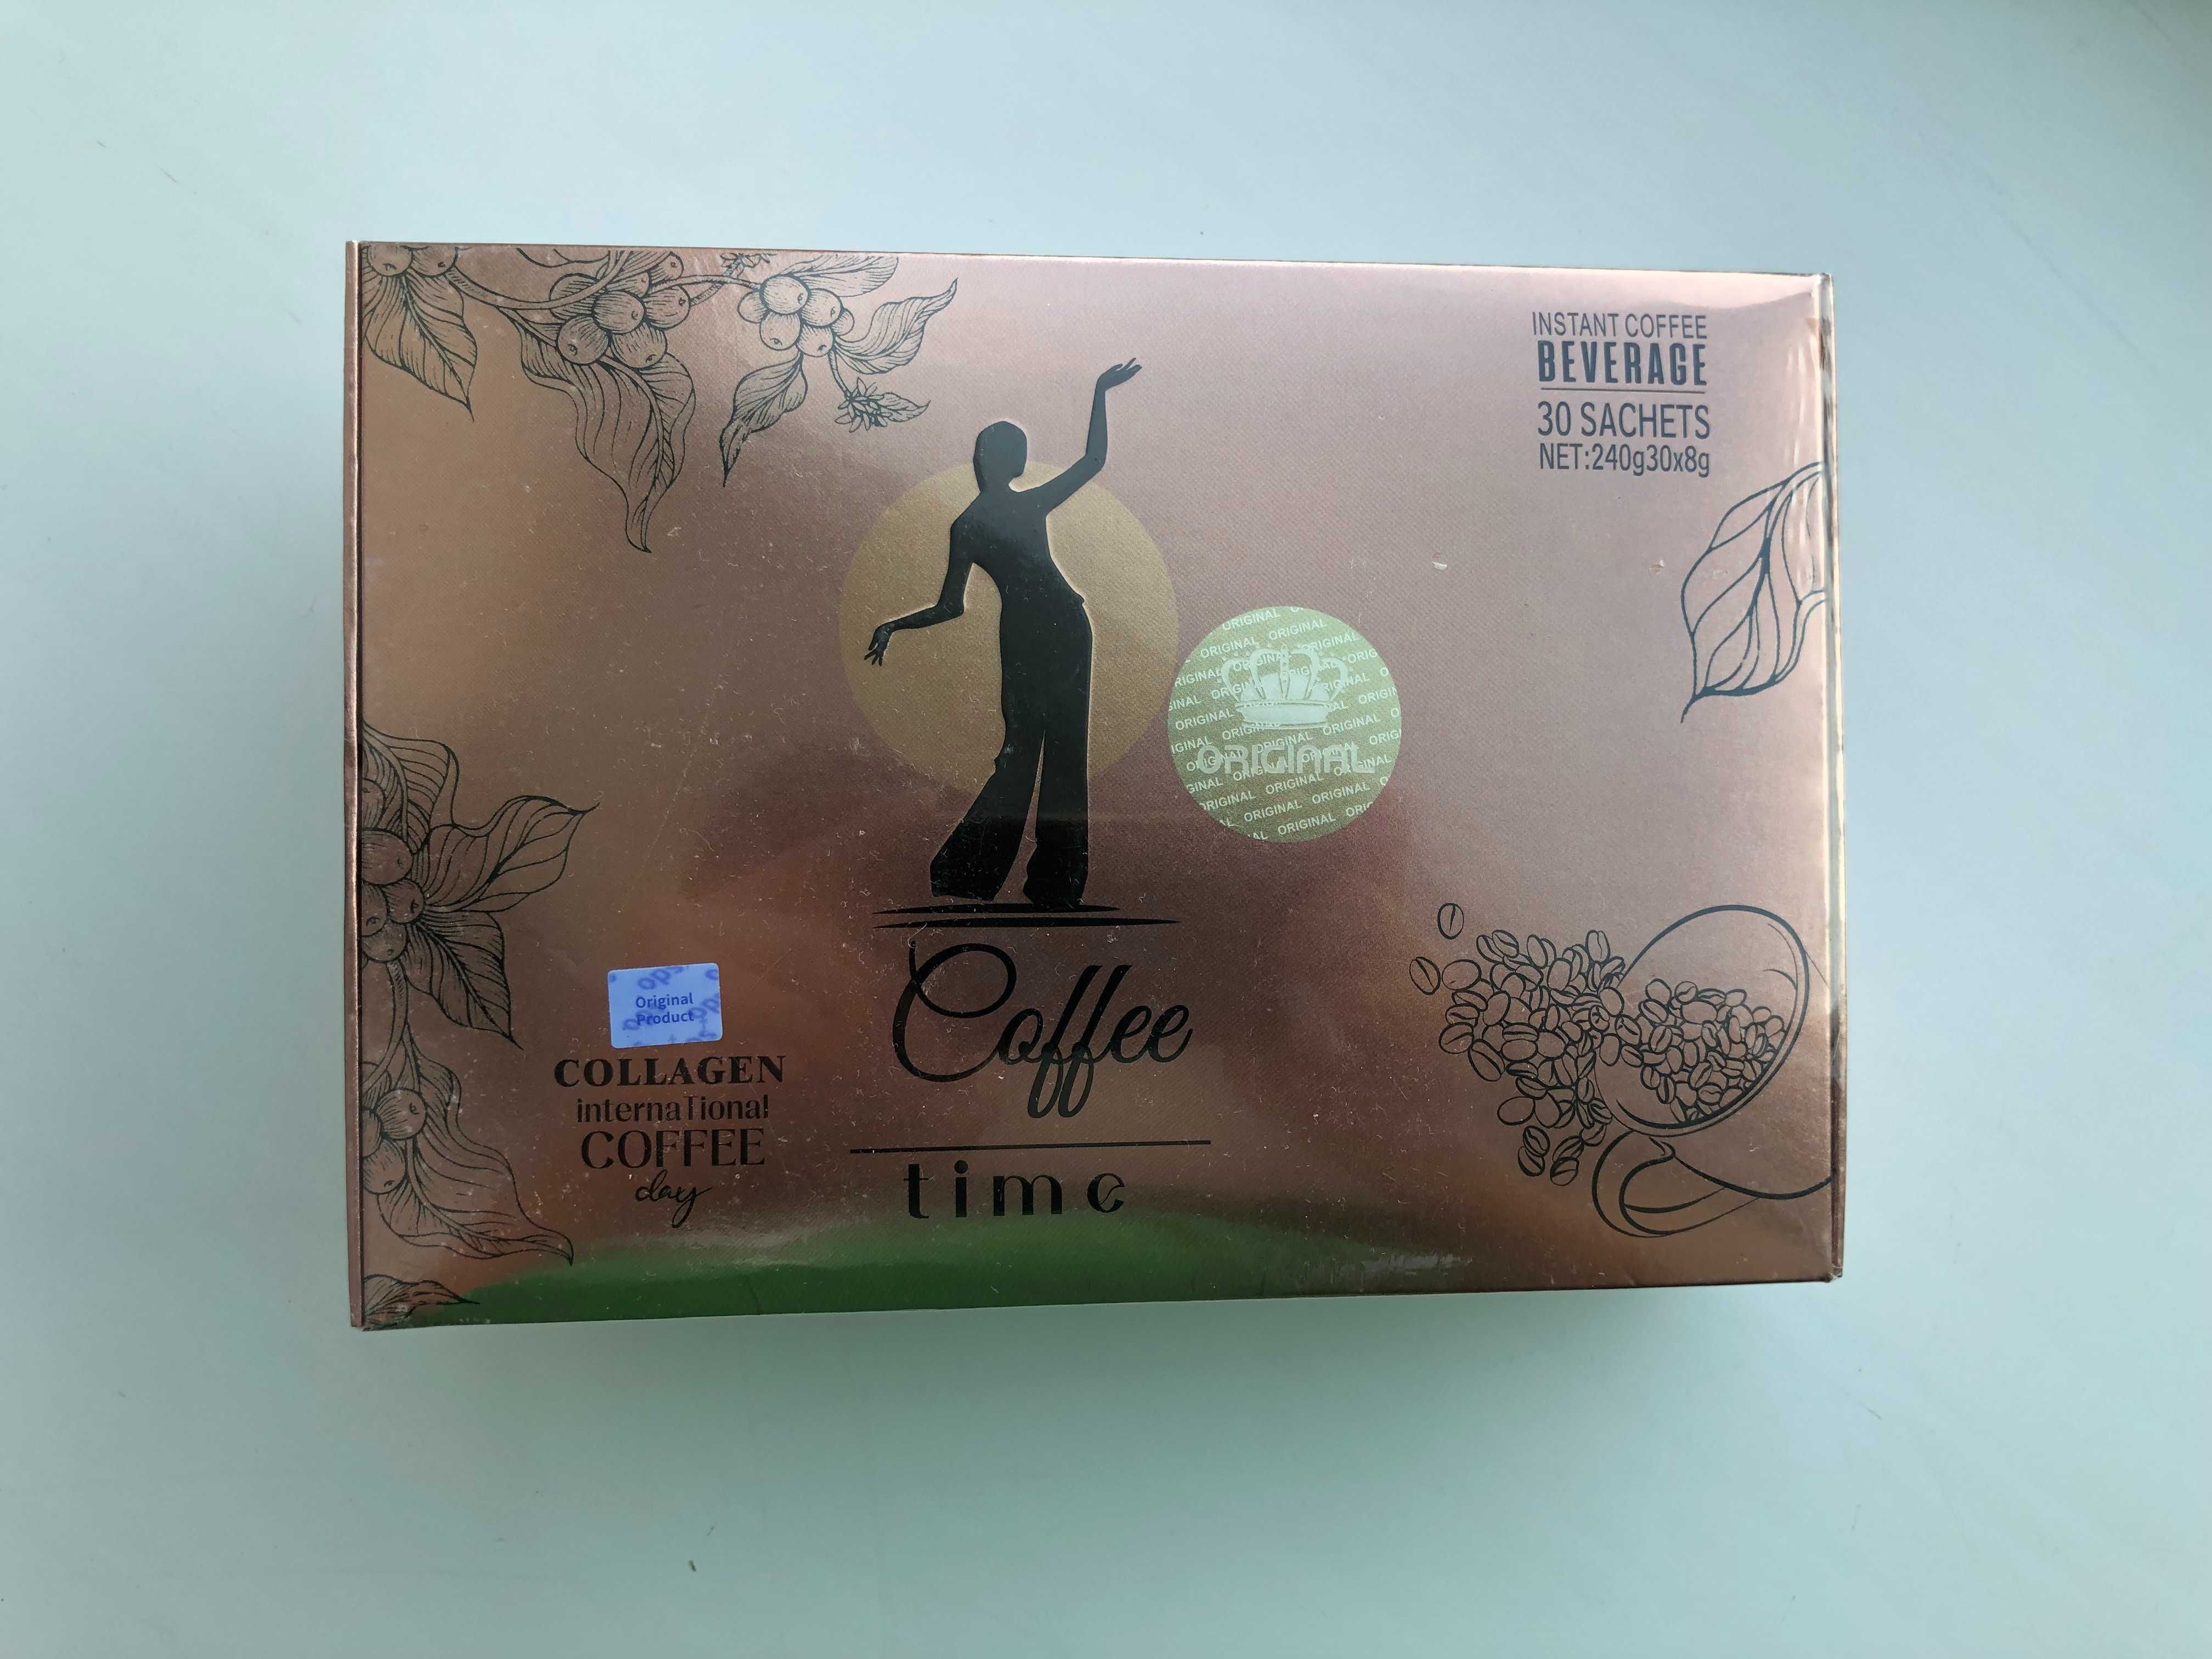 INSTANT COFFEE
BEVERAGE
30 SACHETS
NET:240g30x8g
ORIGINAL
Original
Product
COLLAGEN
internaTional
COFFEE
day
Coffee
time